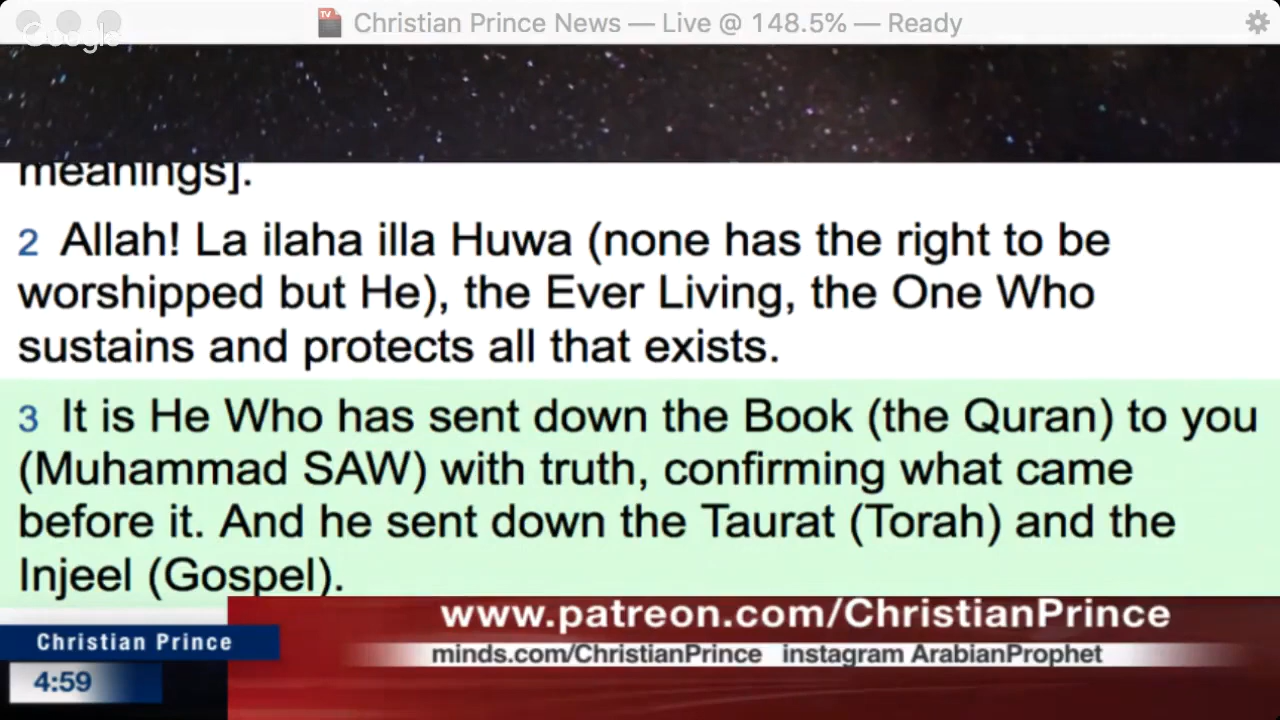 Christian Prince News — Live @ 148.5% — Ready
TV
Google
meanings].
2 Allah! La ilaha illa Huwa (none has the right to be
worshipped but He), the Ever Living, the One Who
sustains and protects all that exists.
3 It is He Who has sent down the Book (the Quran) to you
(Muhammad SAW) with truth, confirming what came
before it. And he sent down the Taurat (Torah) and the
Injeel (Gospel).
www.patreon.com/ChristianPrince
Christian Prince
minds.com/ChristianPrince instagram ArabianProphet
4:59